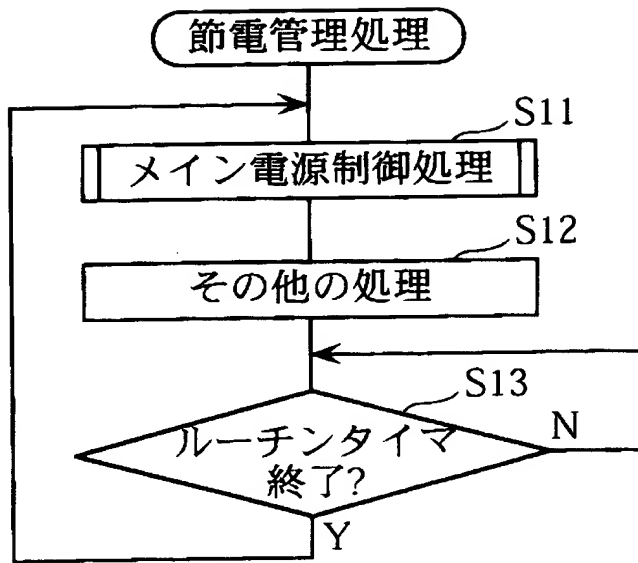 節電管理処理
S11
メイン電源制御処理
S12
その他の処理
S13
ルーチンタイマ
終了?
N
Y